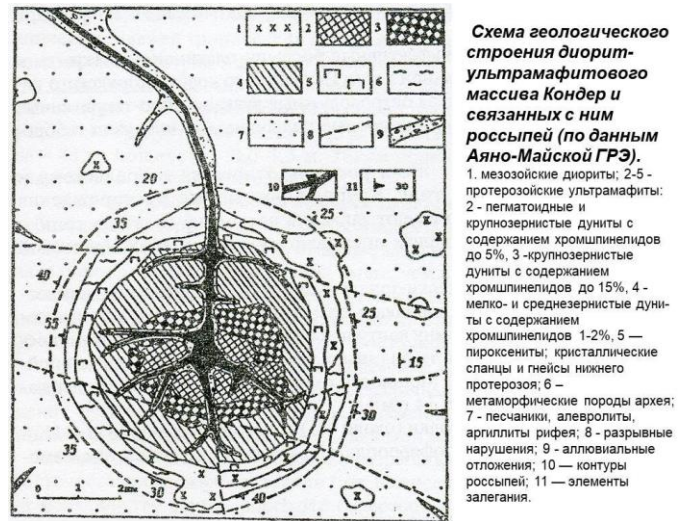 1 2 3
4 5 6
7 8 9
10 11 30
Схема геологического
строения диорит-
ультрамафитового
массива Кондер и
связанных с ним
россыпей (по данным
Аяно-Майской ГРЭ).
1. мезозойские диориты; 2-5 -
протерозойские ультрамафиты:
2 - пегматоидные и
крупнозернистые дуниты с
содержанием хромшпинелидов
до 5%, 3 -крупнозернистые
дуниты с содержанием
хромшпинелидов до 15%, 4 -
мелко- и среднезернистые дуни-
ты с содержанием
хромшпинелидов 1-2%, 5 —
пироксениты; кристаллические
сланцы и гнейсы нижнего
протерозоя; 6 –
метаморфические породы архея;
7 - песчаники, алевролиты,
аргиллиты рифея; 8 - разрывные
нарушения; 9 - аллювиальные
отложения; 10 — контуры
россыпей; 11 — элементы
залегания.
20
35
25
40
25
55
15
30
35
30
40
0 1 2км